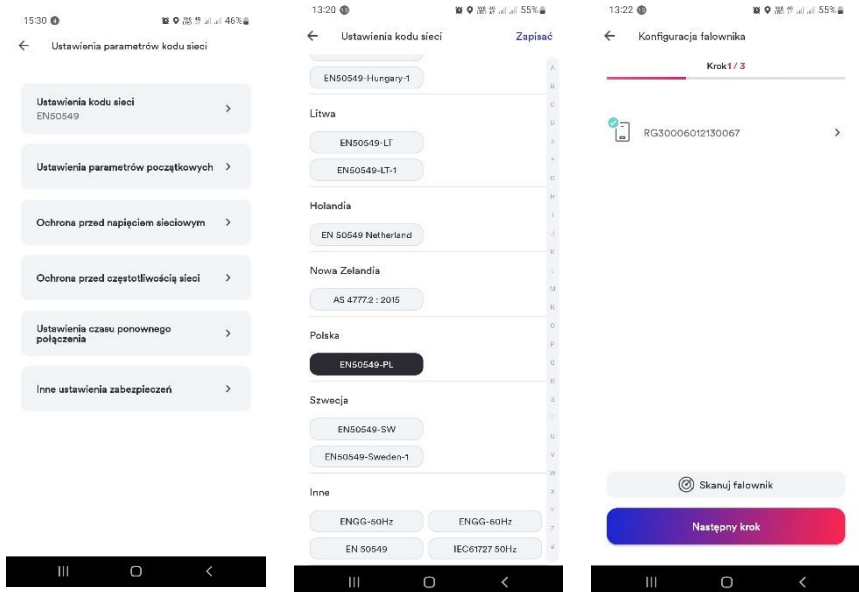 15:30
46%
Ustawienia parametrów kodu sieci
Ustawienia kodu sieci
EN50549
Ustawienia parametrów początkowych
Ochrona przed napięciem sieciowym
Ochrona przed częstotliwością sieci
Ustawienia czasu ponownego
połączenia
Inne ustawienia zabezpieczeń
13:20
55%
Ustawienia kodu sieci
Zapisać
EN50549-Hungary-1
Litwa
EN50549-LT
EN50549-LT-1
Holandia
EN 50549 Netherland
Nowa Zelandia
AS 4777.2 : 2015
Polska
EN50549-PL
Szwecja
EN50549-SW
EN50549-Sweden-1
Inne
ENGG-50Hz ENGG-60Hz
EN 50549 IEC61727 50Hz
13:22
55%
Konfiguracja falownika
Krok1 / 3
RG30006012130067
Skanuj falownik
Następny krok